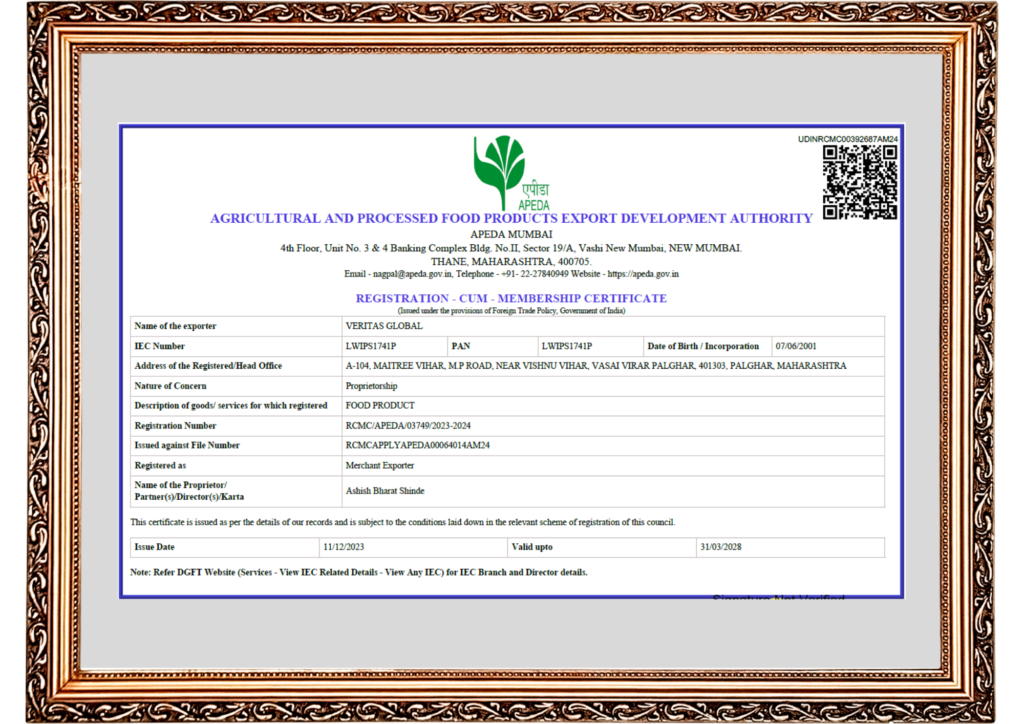 UDINRCMC00392687AM24
एपीडा
APEDA
AGRICULTURAL AND PROCESSED FOOD PRODUCTS EXPORT DEVELOPMENT AUTHORITY
APEDA MUMBAI
4th Floor, Unit No. 3 & 4 Banking Complex Bldg. No.II, Sector 19/A, Vashi New Mumbai, NEW MUMBAI.
THANE, MAHARASHTRA, 400705.
Email - nagpal@apeda.gov.in, Telephone - +91- 22-27840949 Website - https://apeda.gov.in
REGISTRATION - CUM - MEMBERSHIP CERTIFICATE
(Issued under the provisions of Foreign Trade Policy, Government of India)
Name of the exporter VERITAS GLOBAL
IEC Number LWIPS1741P PAN LWIPS1741P Date of Birth / Incorporation 07/06/2001
Address of the Registered/Head Office A-104, MAITREE VIHAR, M.P ROAD, NEAR VISHNU VIHAR, VASAI VIRAR PALGHAR, 401303, PALGHAR, MAHARASHTRA
Nature of Concern Proprietorship
Description of goods/ services for which registered FOOD PRODUCT
Registration Number RCMC/APEDA/03749/2023-2024
Issued against File Number RCMCAPPLYAPEDA00064014AM24
Registered as Merchant Exporter
Name of the Proprietor/
Partner(s)/Director(s)/Karta Ashish Bharat Shinde
This certificate is issued as per the details of our records and is subject to the conditions laid down in the relevant scheme of registration of this council.
Issue Date 11/12/2023 Valid upto 31/03/2028
Note: Refer DGFT Website (Services - View IEC Related Details - View Any IEC) for IEC Branch and Director details.
Signature Not Verified